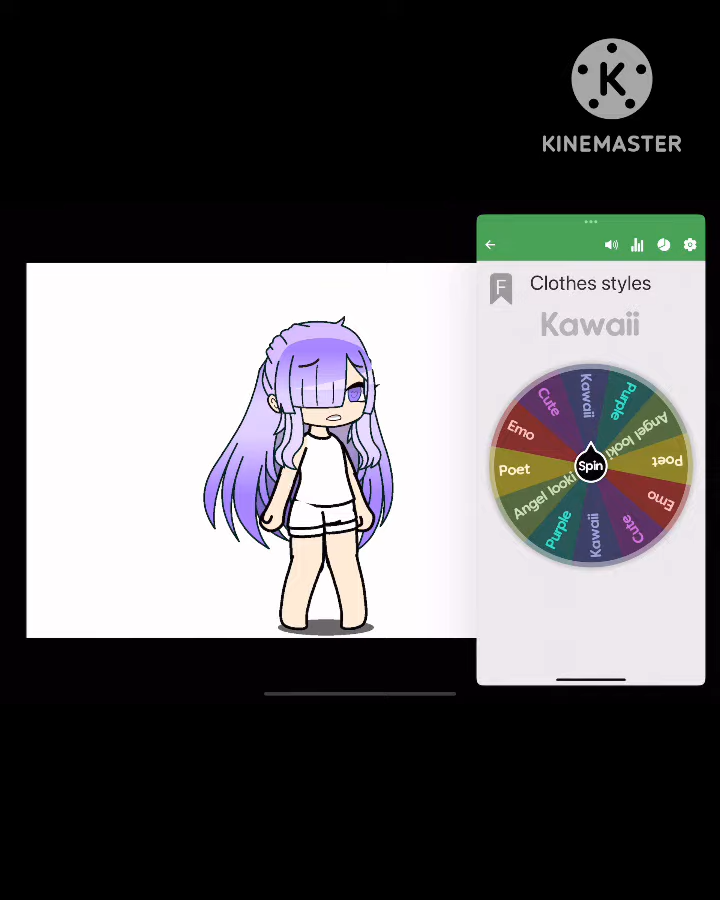 K
KINEMASTER
F
Clothes styles
Kawaii
Kawaii
Purple
Angel looki
Poet
Emo
Cute
Kawaii
Purple
Angel looki
Poet
Emo
Cute
Spin